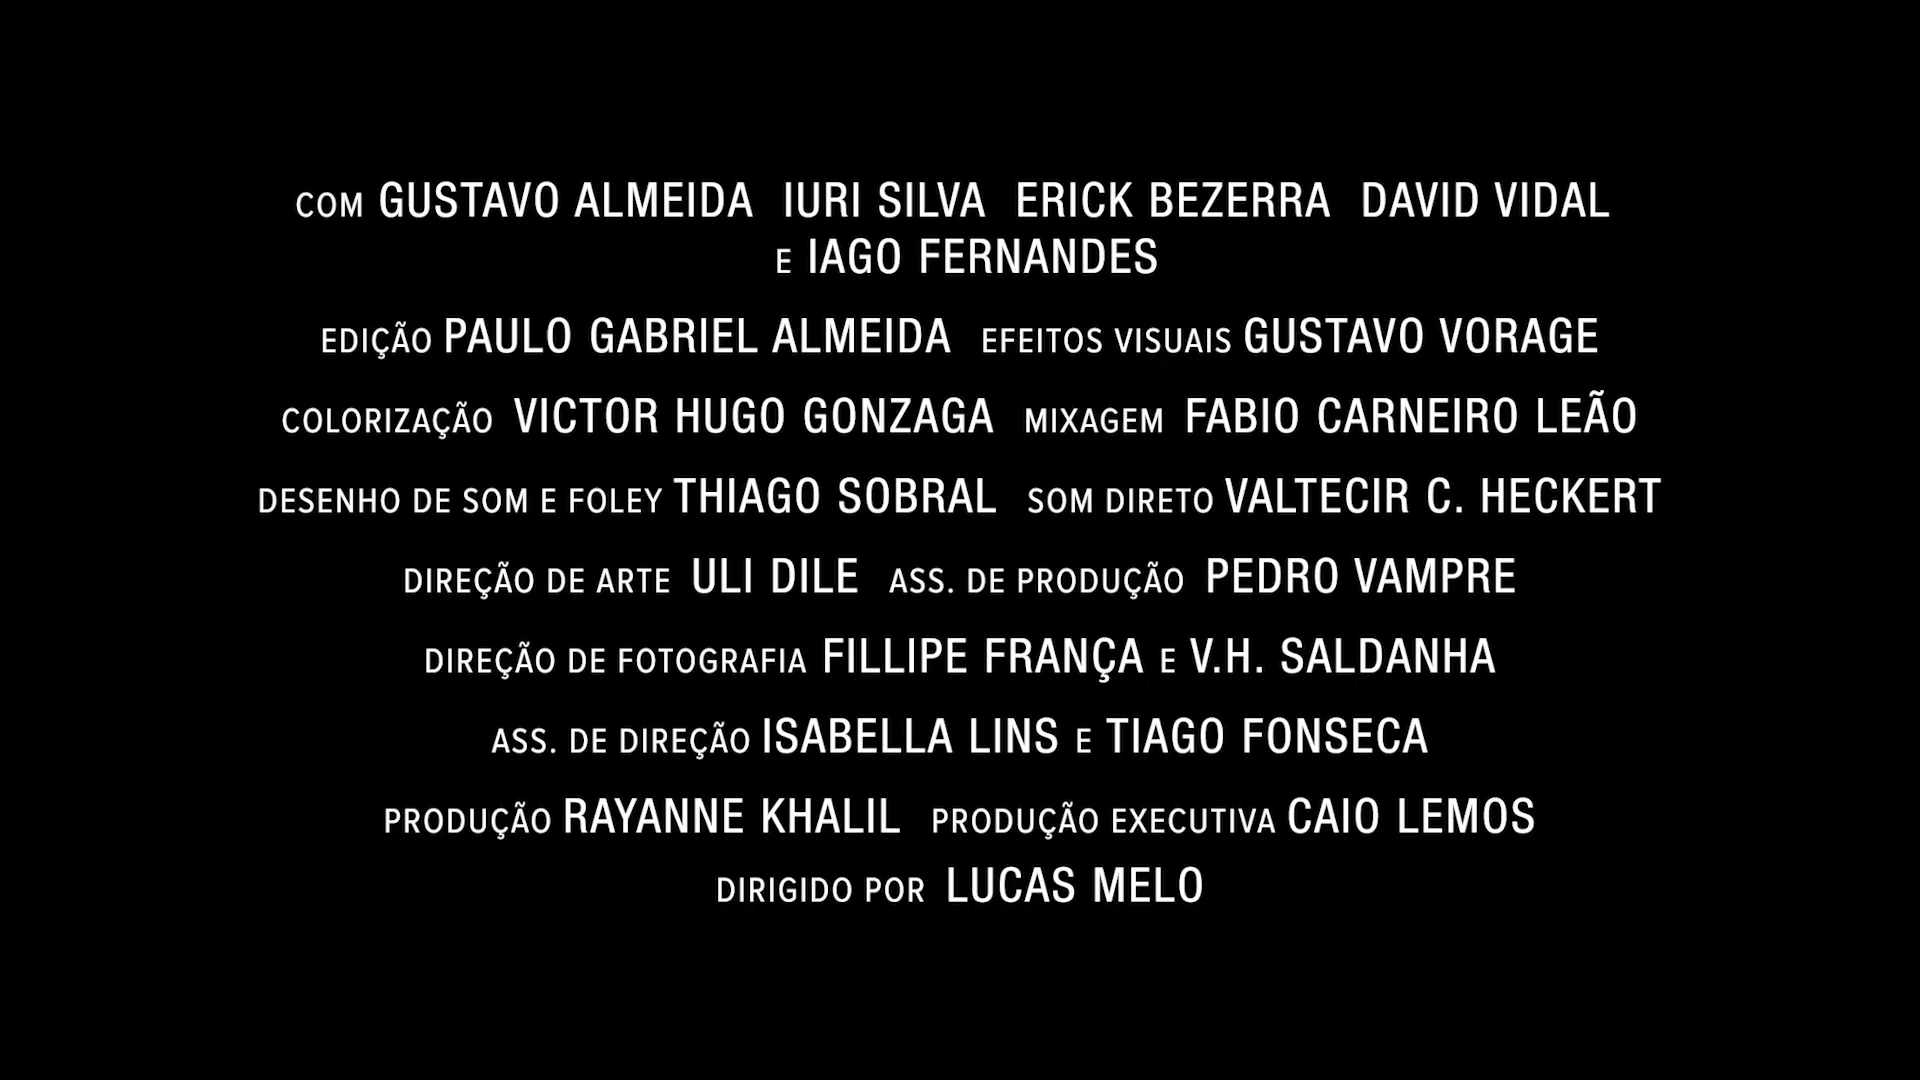 COM GUSTAVO ALMEIDA IURI SILVA ERICK BEZERRA DAVID VIDAL
E IAGO FERNANDES
EDIÇÃO PAULO GABRIEL ALMEIDA EFEITOS VISUAIS GUSTAVO VORAGE
COLORIZAÇÃO VICTOR HUGO GONZAGA MIXAGEM FABIO CARNEIRO LEÃO
DESENHO DE SOM E FOLEY THIAGO SOBRAL SOM DIRETO VALTECIR C. HECKERT
DIREÇÃO DE ARTE ULI DILE ASS. DE PRODUÇÃO PEDRO VAMPRE
DIREÇÃO DE FOTOGRAFIA FILLIPE FRANÇA E V.H. SALDANHA
ASS. DE DIREÇÃO ISABELLA LINS E TIAGO FONSECA
PRODUÇÃO RAYANNE KHALIL PRODUÇÃO EXECUTIVA CAIO LEMOS
DIRIGIDO POR LUCAS MELO